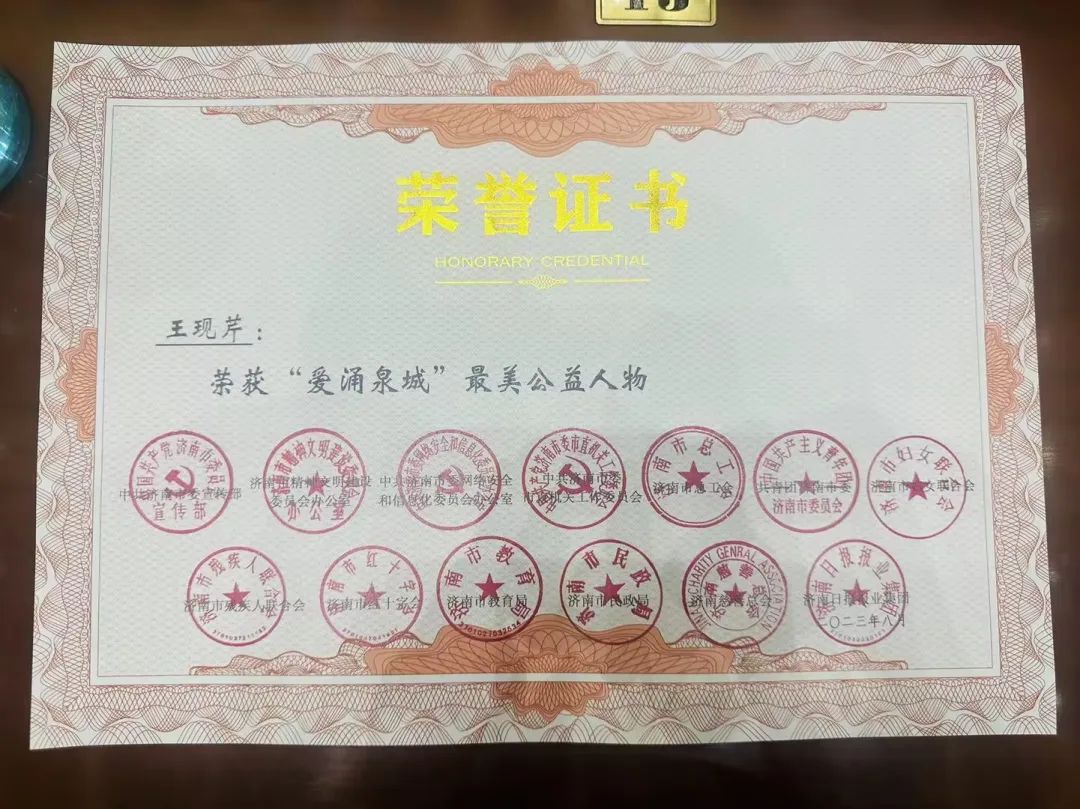 荣誉证书
HONORARY CREDENTIAL
王现芹：
荣获“爱涌泉城”最美公益人物
中共济南市委宣传部
济南市精神文明建设委员会办公室
中共济南市委网络安全和信息化委员会办公室
中共济南市委市直机关工作委员会
济南市总工会
共青团济南市委
济南市妇女联合会
济南市残疾人联合会
济南市红十字会
济南市教育局
济南市民政局
济南慈善总会
济南日报报业集团
二〇二三年八月